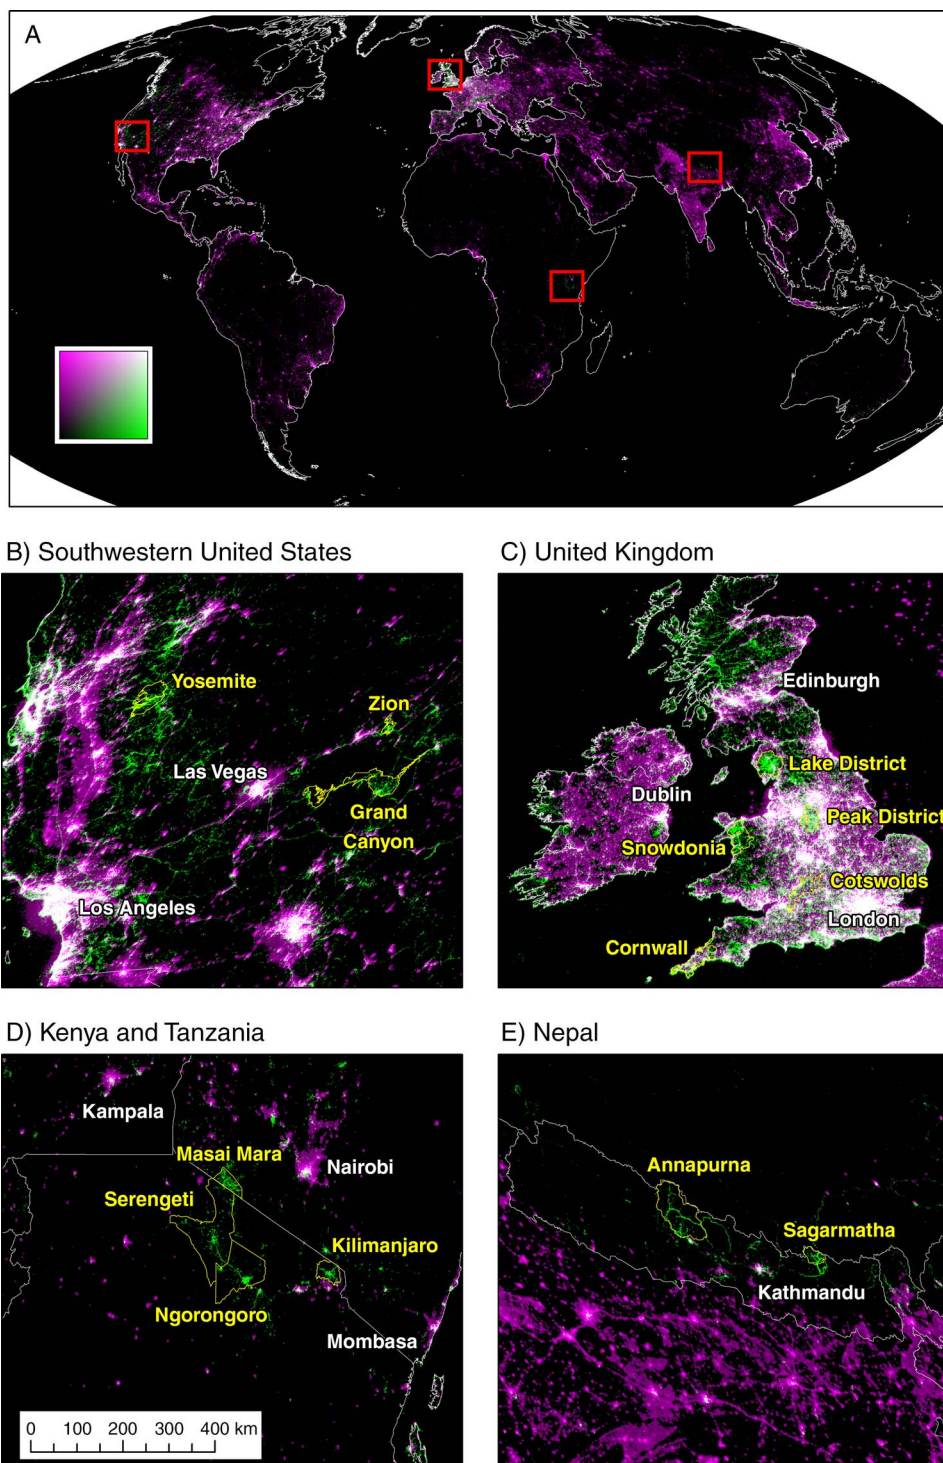 A
B) Southwestern United States
C) United Kingdom
Yosemite
Zion
Las Vegas
Grand
Canyon
Los Angeles
Edinburgh
Lake District
Dublin
Peak District
Snowdonia
Cotswolds
London
Cornwall
D) Kenya and Tanzania
E) Nepal
Kampala
Masai Mara
Nairobi
Serengeti
Kilimanjaro
Ngorongoro
Mombasa
0 100 200 300 400 km
Annapurna
Sagarmatha
Kathmandu